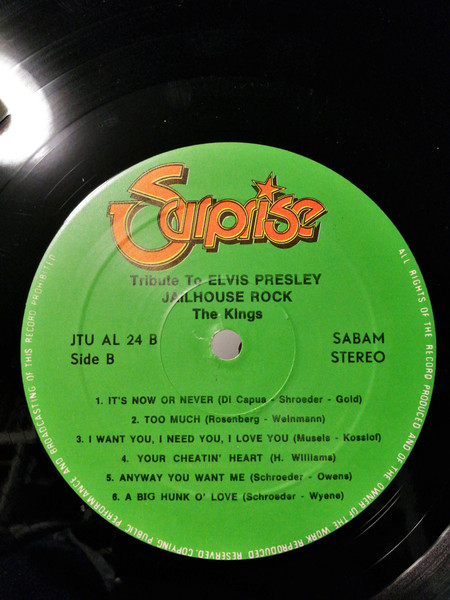 Surprise
Tribute To ELVIS PRESLEY
JAILHOUSE ROCK
The Kings
JTU AL 24 B
Side B
SABAM
STEREO
1. IT'S NOW OR NEVER (Di Capus - Shroeder - Gold)
2. TOO MUCH (Rosenberg - Weinmann)
3. I WANT YOU, I NEED YOU, I LOVE YOU (Musels - Koslof)
4. YOUR CHEATIN' HEART (H. Williams)
5. ANYWAY YOU WANT ME (Schroeder - Owens)
6. A BIG HUNK O' LOVE (Schroeder - Wyene)
ALL RIGHTS OF THE RECORD PRODUCED AND OF THE OWNER OF THE WORK REPRODUCED RESERVED. COPYING PUBLIC PERFORMANCE AND BROADCASTING OF THIS RECORD PROHIBITED